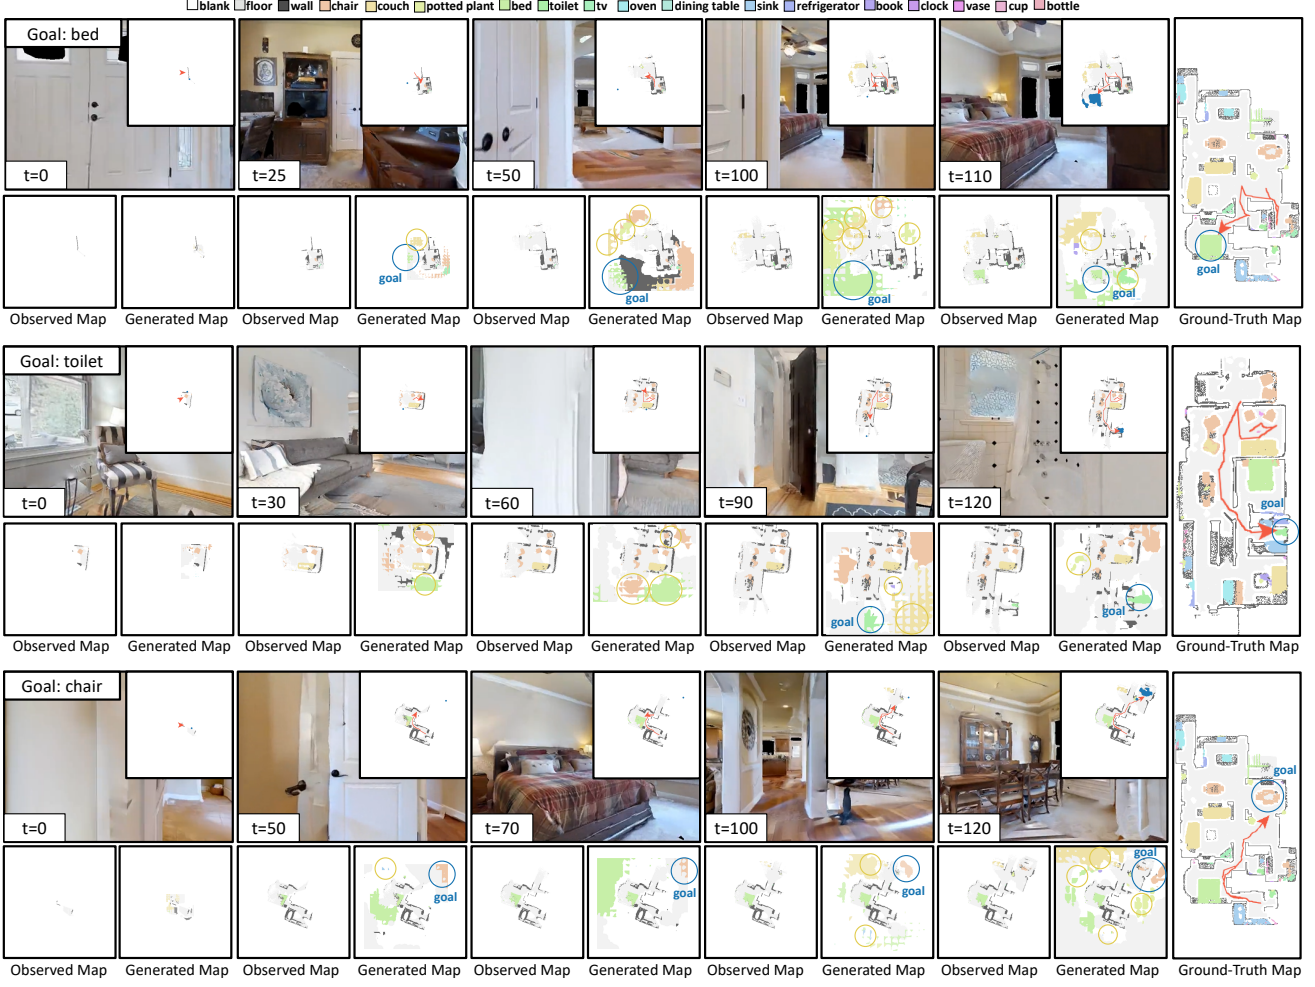 blank floor wall chair couch potted plant bed toilet tv oven dining table sink refrigerator book clock vase cup bottle
Goal: bed
t=0 t=25 t=50 t=100 t=110
goal goal goal goal goal
Observed Map Generated Map Observed Map Generated Map Observed Map Generated Map Observed Map Generated Map Observed Map Generated Map Ground-Truth Map
Goal: toilet
t=0 t=30 t=60 t=90 t=120
goal goal goal
Observed Map Generated Map Observed Map Generated Map Observed Map Generated Map Observed Map Generated Map Observed Map Generated Map Ground-Truth Map
Goal: chair
t=0 t=50 t=70 t=100 t=120
goal goal goal goal goal
Observed Map Generated Map Observed Map Generated Map Observed Map Generated Map Observed Map Generated Map Observed Map Generated Map Ground-Truth Map